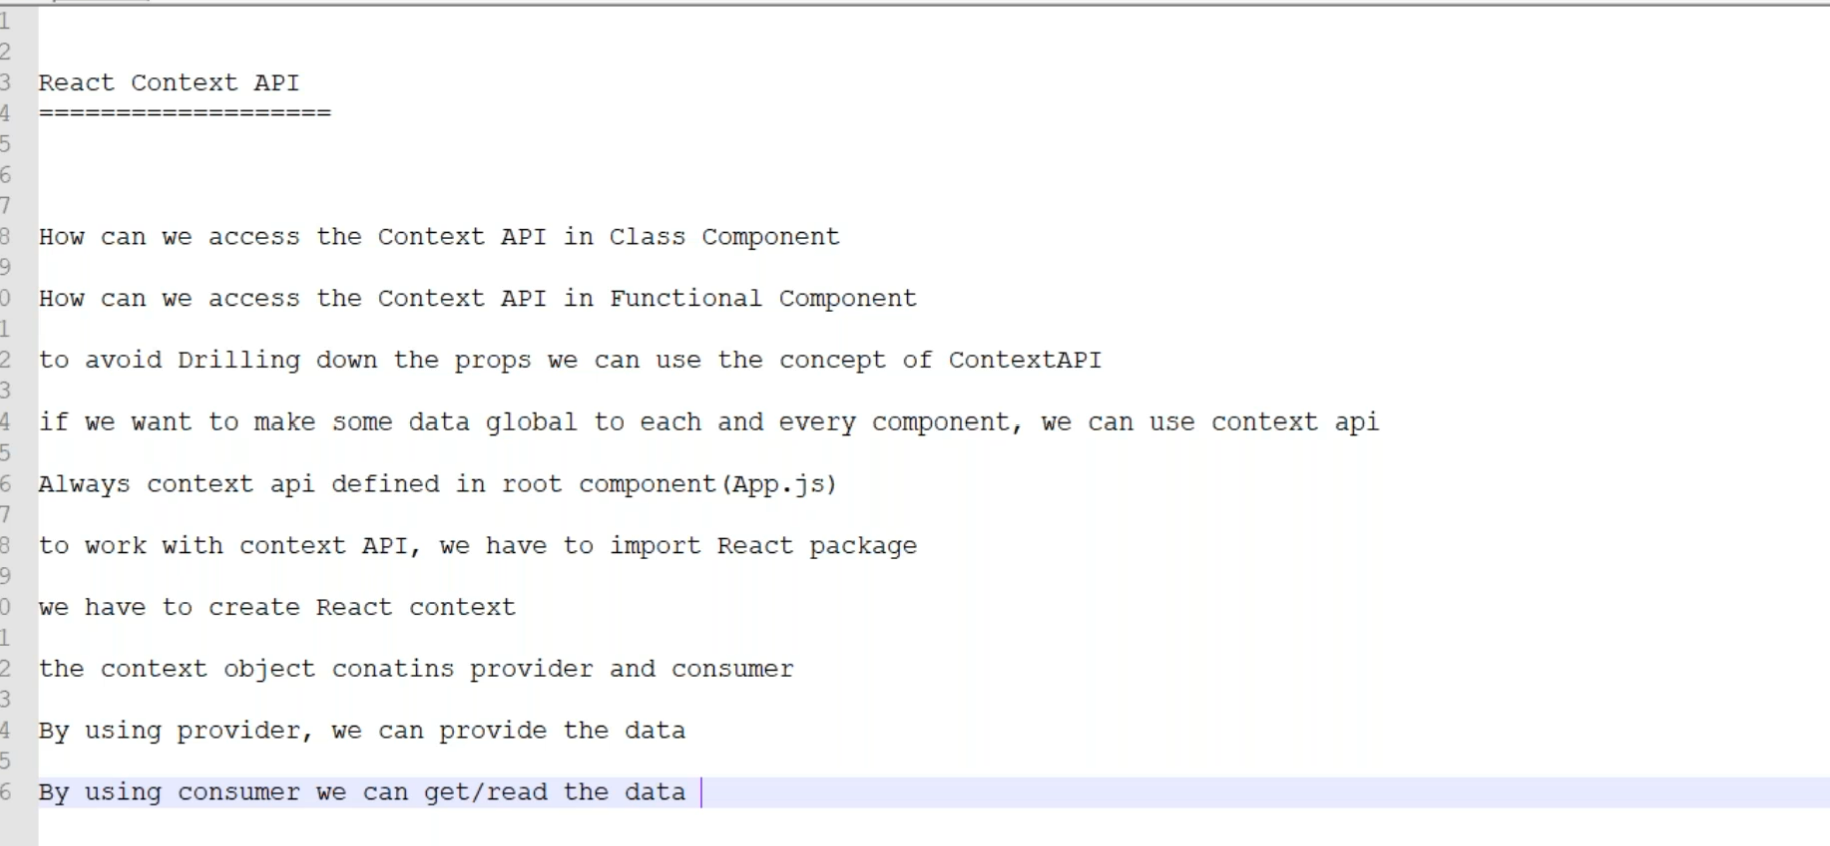 1
2
3 React Context API
4 ===================
5
6
7
8 How can we access the Context API in Class Component
9
0 How can we access the Context API in Functional Component
1
2 to avoid Drilling down the props we can use the concept of ContextAPI
3
4 if we want to make some data global to each and every component, we can use context api
5
6 Always context api defined in root component(App.js)
7
8 to work with context API, we have to import React package
9
0 we have to create React context
1
2 the context object conatins provider and consumer
3
4 By using provider, we can provide the data
5
6 By using consumer we can get/read the data